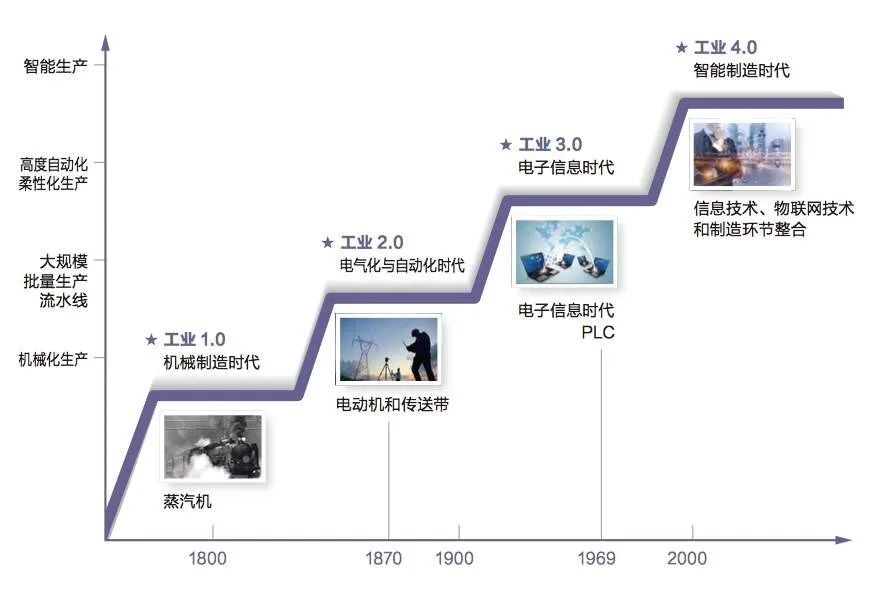 智能生产
高度自动化
柔性化生产
大规模
批量生产
流水线
机械化生产
★ 工业 1.0
机械制造时代
蒸汽机
★ 工业 2.0
电气化与自动化时代
电动机和传送带
★ 工业 3.0
电子信息时代
电子信息时代
PLC
★ 工业 4.0
智能制造时代
信息技术、物联网技术
和制造环节整合
1800
1870
1900
1969
2000